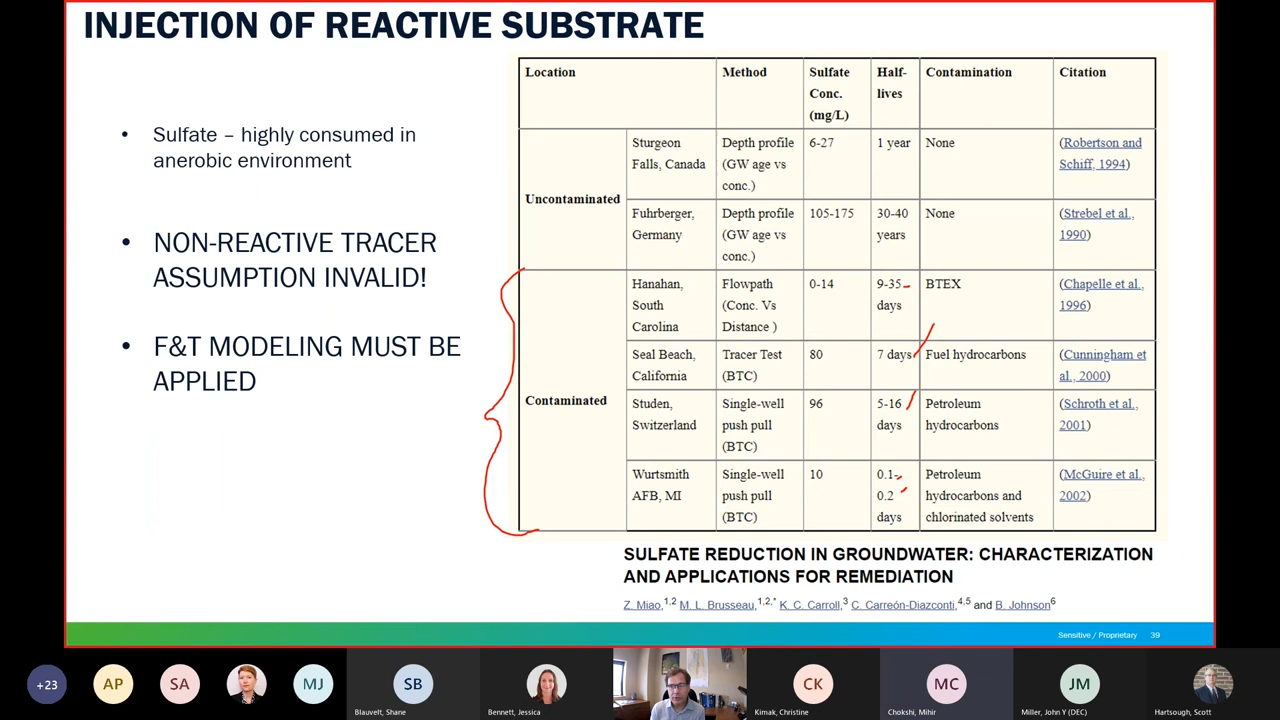 INJECTION OF REACTIVE SUBSTRATE
• Sulfate – highly consumed in
anerobic environment
• NON-REACTIVE TRACER
ASSUMPTION INVALID!
• F&T MODELING MUST BE
APPLIED
Location Method Sulfate Conc. (mg/L) Half-lives Contamination Citation
Uncontaminated Sturgeon Falls, Canada Depth profile (GW age vs conc.) 6-27 1 year None (Robertson and Schiff, 1994)
Fuhrberger, Germany Depth profile (GW age vs conc.) 105-175 30-40 years None (Strebel et al., 1990)
Contaminated Hanahan, South Carolina Flowpath (Conc. Vs Distance ) 0-14 9-35 days BTEX (Chapelle et al., 1996)
Seal Beach, California Tracer Test (BTC) 80 7 days Fuel hydrocarbons (Cunningham et al., 2000)
Studen, Switzerland Single-well push pull (BTC) 96 5-16 days Petroleum hydrocarbons (Schroth et al., 2001)
Wurtsmith AFB, MI Single-well push pull (BTC) 10 0.1-0.2 days Petroleum hydrocarbons and chlorinated solvents (McGuire et al., 2002)
SULFATE REDUCTION IN GROUNDWATER: CHARACTERIZATION
AND APPLICATIONS FOR REMEDIATION
Z. Miao,1,2 M. L. Brusseau,1,2,* K. C. Carroll,3 C. Carreón-Diazconti,4,5 and B. Johnson6
Sensitive / Proprietary 39
+23 AP SA MJ SB CK MC JM
Blauvelt, Shane Bennett, Jessica Kimak, Christine Chokshi, Mihir Miller, John Y (DEC) Hartsough, Scott